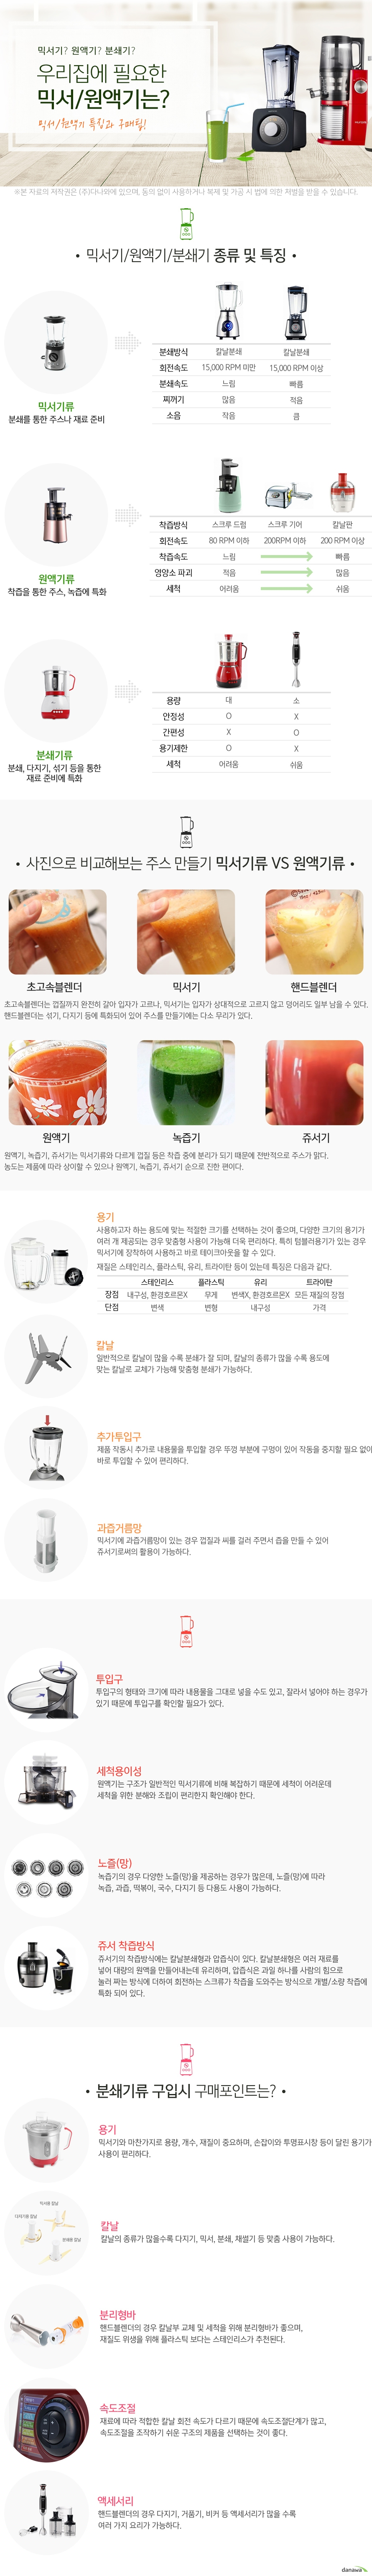 믹서기? 원액기? 분쇄기?
우리집에 필요한
믹서/원액기는?
믹서/원액기 특징과 구매팁!
※본 자료의 저작권은 (주)다나와에 있으며, 동의 없이 사용하거나 복제 및 가공 시 법에 의한 처벌을 받을 수 있습니다.
• 믹서기/원액기/분쇄기 종류 및 특징 •
믹서기류
분쇄를 통한 주스나 재료 준비
분쇄방식 칼날분쇄 칼날분쇄
회전속도 15,000 RPM 미만 15,000 RPM 이상
분쇄속도 느림 빠름
찌꺼기 많음 적음
소음 작음 큼
원액기류
착즙을 통한 주스, 녹즙에 특화
착즙방식 스크루 드럼 스크루 기어 칼날판
회전속도 80 RPM 이하 200RPM 이하 200 RPM 이상
착즙속도 느림 빠름
영양소 파괴 적음 많음
세척 어려움 쉬움
분쇄기류
분쇄, 다지기, 섞기 등을 통한
재료 준비에 특화
용량 대 소
안정성 O X
간편성 X O
용기제한 O X
세척 어려움 쉬움
• 사진으로 비교해보는 주스 만들기 믹서기류 VS 원액기류 •
초고속블렌더 믹서기 핸드블렌더
초고속블렌더는 껍질까지 완전히 갈아 입자가 고르나, 믹서기는 입자가 상대적으로 고르지 않고 덩어리도 일부 남을 수 있다.
핸드블렌더는 섞기, 다지기 등에 특화되어 있어 주스를 만들기에는 다소 무리가 있다.
원액기 녹즙기 쥬서기
원액기, 녹즙기, 쥬서기는 믹서기와 다르게 껍질 등은 착즙 중에 분리가 되기 때문에 전반적으로 주스가 맑다.
농도는 제품에 따라 상이할 수 있으나 원액기, 녹즙기, 쥬서기 순으로 진한 편이다.
용기
사용하고자 하는 용도에 맞는 적절한 크기를 선택하는 것이 좋으며, 다양한 크기의 용기가
여러 개 제공되는 경우 맞춤형 사용이 가능해 더욱 편리하다. 특히 텀블러용기가 있는 경우
믹서기에 장착하여 사용하고 바로 테이크아웃을 할 수 있다.
재질은 스테인리스, 플라스틱, 유리, 트라이탄 등이 있는데 특징은 다음과 같다.
스테인리스 플라스틱 유리 트라이탄
장점 내구성, 환경호르몬X 무게 변색X, 환경호르몬X 모든 재질의 장점
단점 변색 변형 내구성 가격
칼날
일반적으로 칼날이 많을 수록 분쇄가 잘 되며, 칼날의 종류가 많을 수록 용도에
맞는 칼날로 교체가 가능해 맞춤형 분쇄가 가능하다.
추가투입구
제품 작동시 추가로 내용물을 투입할 경우 뚜껑 부분에 구멍이 있어 작동을 중지할 필요 없이
바로 투입할 수 있어 편리하다.
과즙거름망
믹서기에 과즙거름망이 있는 경우 껍질과 씨를 걸러 주면서 즙을 만들 수 있어
쥬서기로써의 활용이 가능하다.
투입구
투입구의 형태와 크기에 따라 내용물을 그대로 넣을 수도 있고, 잘라서 넣어야 하는 경우가
있기 때문에 투입구를 확인할 필요가 있다.
세척용이성
원액기는 구조가 일반적인 믹서기류에 비해 복잡하기 때문에 세척이 어려운데
세척을 위한 분해와 조립이 편리한지 확인해야 한다.
노즐(망)
녹즙기의 경우 다양한 노즐(망)을 제공하는 경우가 많은데, 노즐(망)에 따라
녹즙, 과즙, 떡볶이, 국수, 다지기 등 다용도 사용이 가능하다.
쥬서 착즙방식
쥬서기의 착즙방식에는 칼날분쇄형과 압즙식이 있다. 칼날분쇄형은 여러 재료를
넣어 대량의 원액을 만들어내는데 유리하며, 압즙식은 과일 하나를 사람의 힘으로
눌러 짜는 방식에 더하여 회전하는 스크류가 착즙을 도와주는 방식으로 개별/소량 착즙에
특화 되어 있다.
• 분쇄기류 구입시 구매포인트는? •
용기
믹서기와 마찬가지로 용량, 개수, 재질이 중요하며, 손잡이와 투명표시창 등이 달린 용기가
사용이 편리하다.
믹서용 칼날
다지기용 칼날
분쇄용 칼날
칼날
칼날의 종류가 많을수록 다지기, 믹서, 분쇄, 채썰기 등 맞춤 사용이 가능하다.
분리형바
핸드블렌더의 경우 칼날부 교체 및 세척을 위해 분리형바가 좋으며,
재질도 위생을 위해 플라스틱 보다는 스테인리스가 추천된다.
속도조절
재료에 따라 적합한 칼날 회전 속도가 다르기 때문에 속도조절단계가 많고,
속도조절을 조작하기 쉬운 구조의 제품을 선택하는 것이 좋다.
액세서리
핸드블렌더의 경우 다지기, 거품기, 비커 등 액세서리가 많을 수록
여러 가지 요리가 가능하다.
danawa